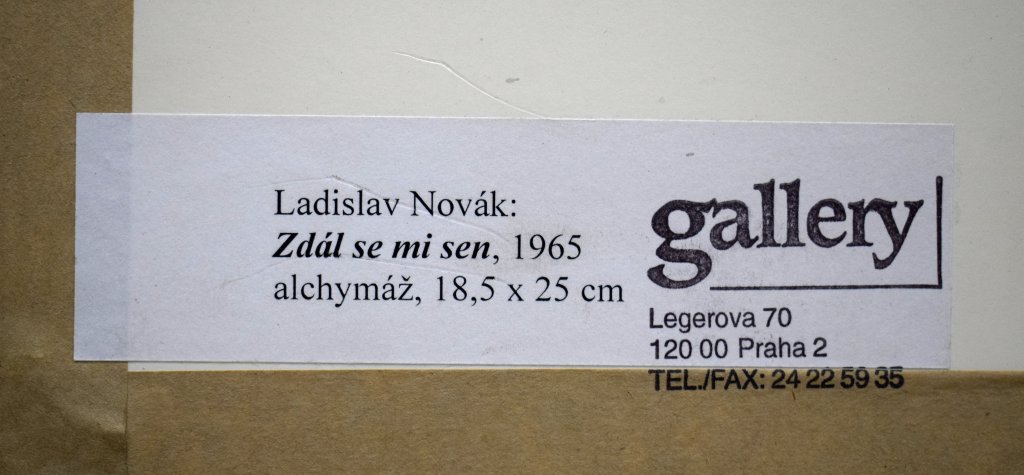 Ladislav Novák:
Zdál se mi sen, 1965
alchymáž, 18,5 x 25 cm
gallery
Legerova 70
120 00 Praha 2
TEL./FAX: 24 22 59 35